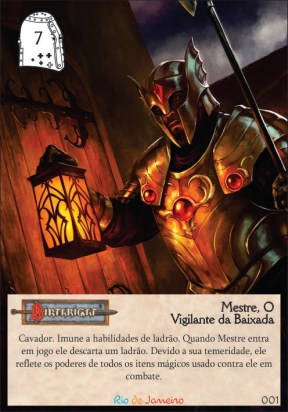 7
Birthright
Mestre, O
Vigilante da Baixada
Cavador. Imune a habilidades de ladrão. Quando Mestre entra
em jogo ele descarta um ladrão. Devido a sua temeridade, ele
reflete os poderes de todos os itens mágicos usado contra ele em
combate.
Rio de Janeiro
001